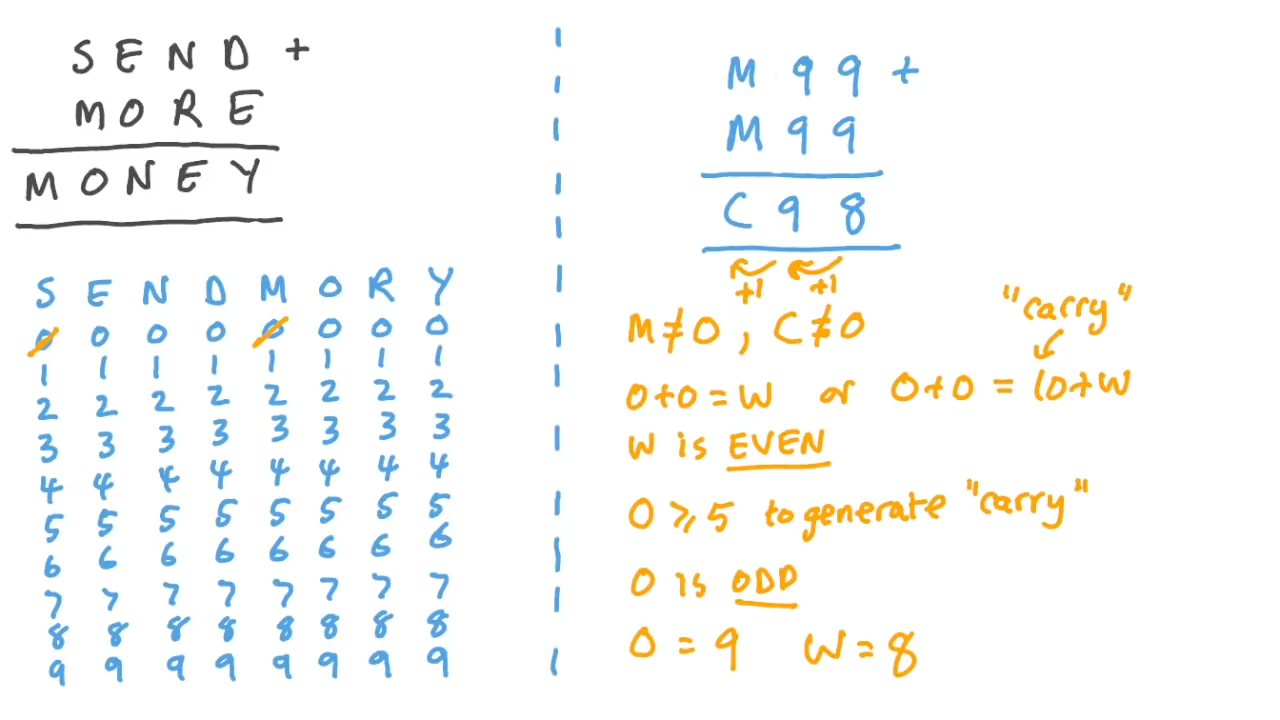 S E N D +
M O R E
M O N E Y
S E N D M O R Y
0 0 0 0 0 0 0 0
1 1 1 1 1 1 1 1
2 2 2 2 2 2 2 2
3 3 3 3 3 3 3 3
4 4 4 4 4 4 4 4
5 5 5 5 5 5 5 5
6 6 6 6 6 6 6 6
7 7 7 7 7 7 7 7
8 8 8 8 8 8 8 8
9 9 9 9 9 9 9 9
M 9 9 +
M 9 9
C 9 8
+1 +1
M≠0 , C≠0
"carry"
O+O = W or O+O = 10+W
W is EVEN
O ≥ 5 to generate "carry"
O is ODD
O = 9 W = 8